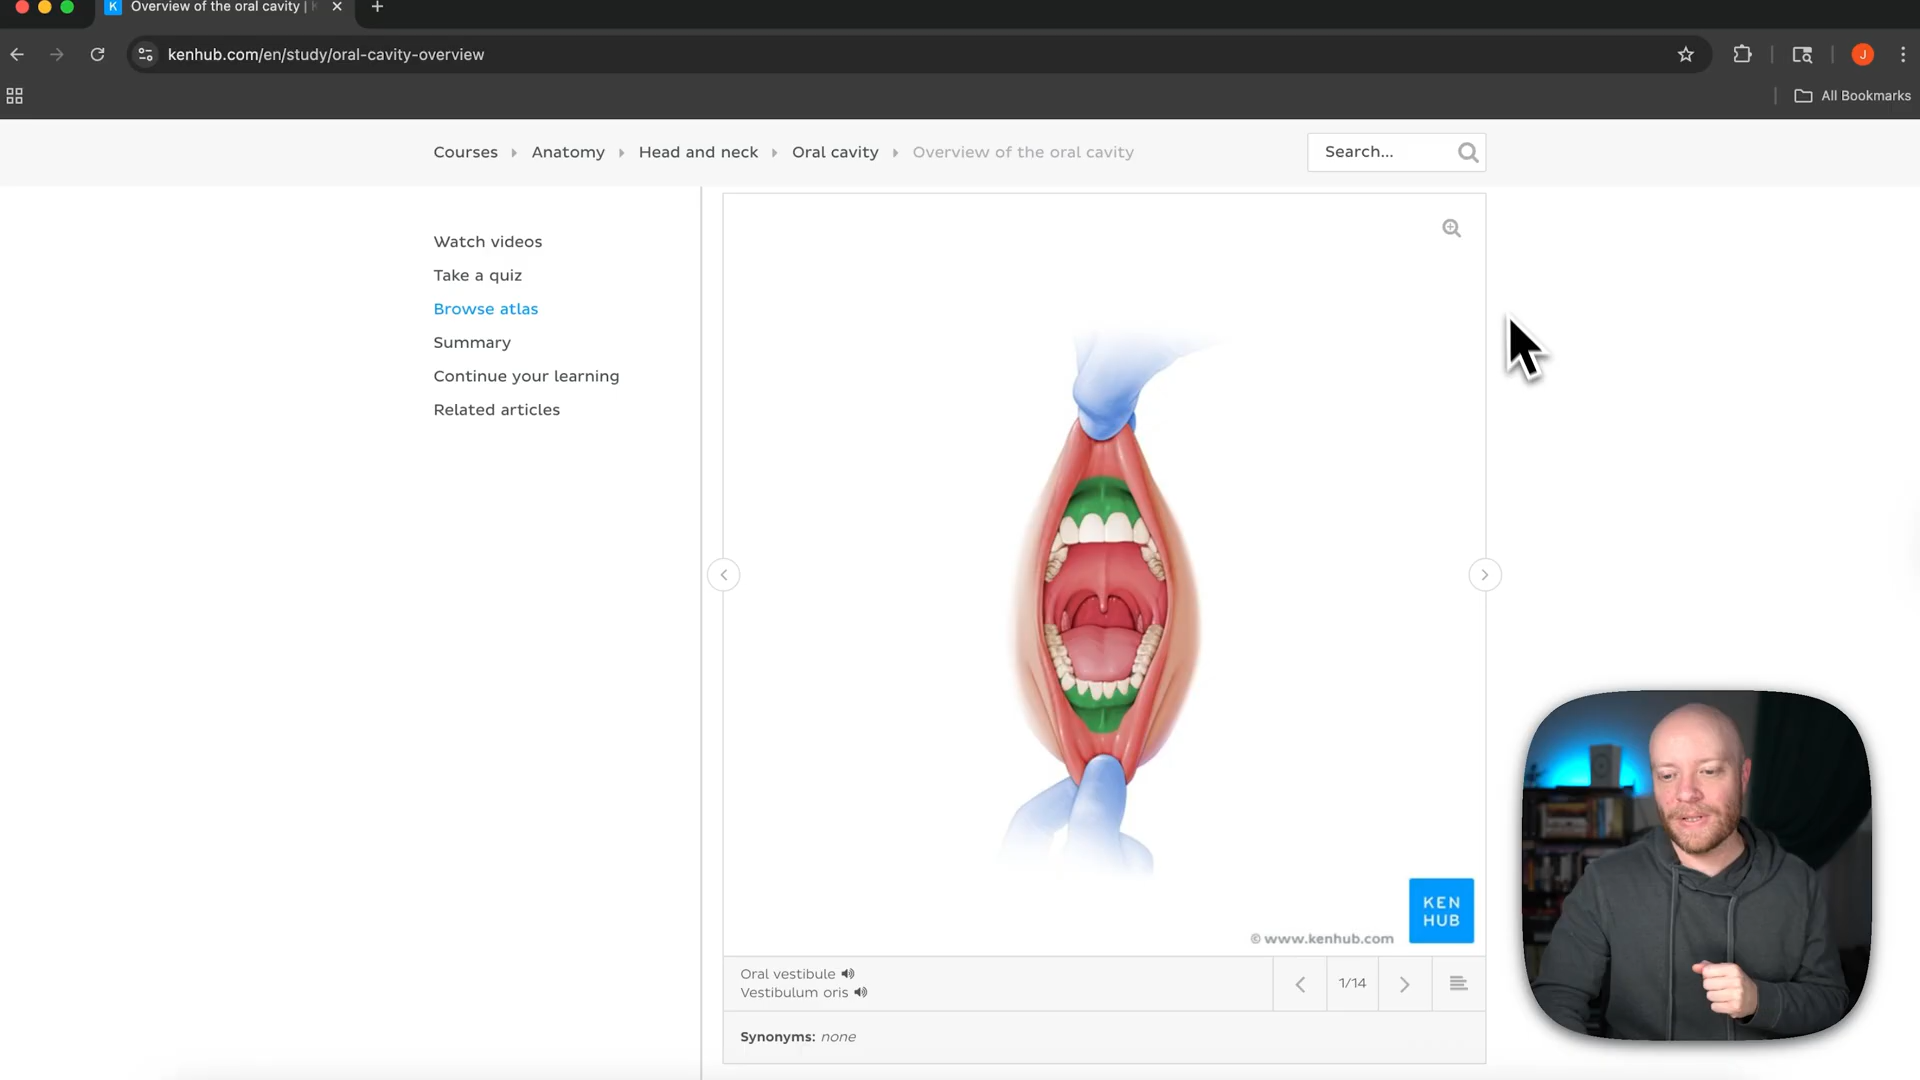 Overview of the oral cavity |
kenhub.com/en/study/oral-cavity-overview
J
All Bookmarks
Courses Anatomy Head and neck Oral cavity Overview of the oral cavity
Search...
Watch videos
Take a quiz
Browse atlas
Summary
Continue your learning
Related articles
KEN
HUB
© www.kenhub.com
Oral vestibule
Vestibulum oris
1/14
Synonyms: none